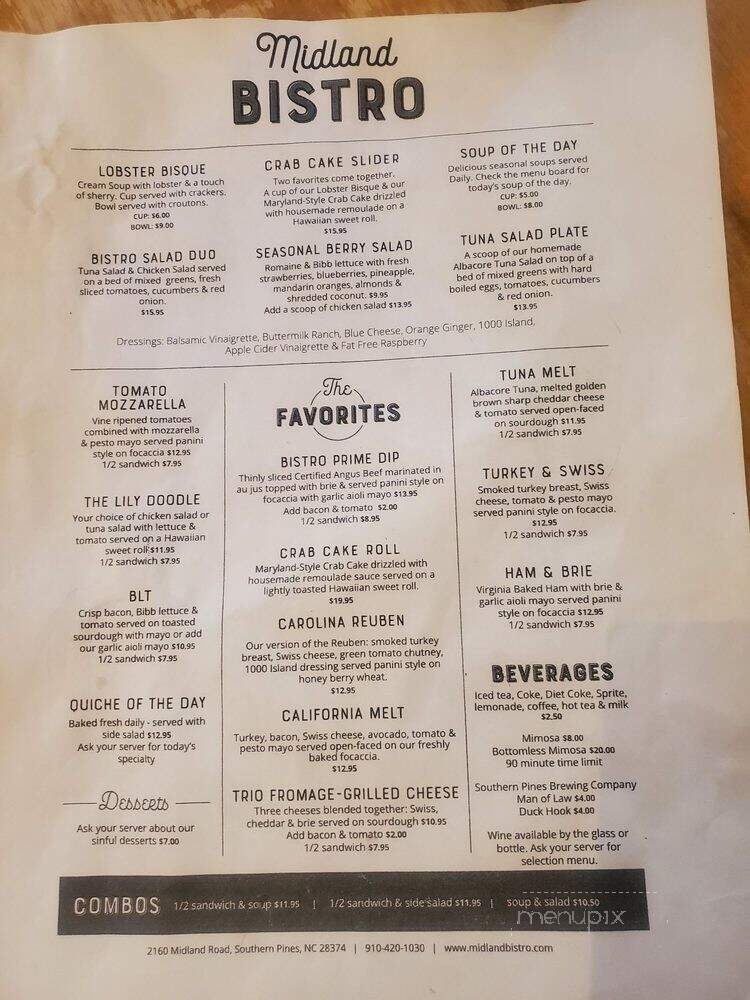 Midland
BISTRO
LOBSTER BISQUE
Cream Soup with lobster & a touch
of sherry. Cup served with crackers.
Bowl served with croutons.
CUP: $6.00
BOWL: $9.00
CRAB CAKE SLIDER
Two favorites come together.
A cup of our Lobster Bisque & our
Maryland-Style Crab Cake drizzled
with housemade remoulade on a
Hawaiian sweet roll.
$15.95
SOUP OF THE DAY
Delicious seasonal soups served
Daily. Check the menu board for
today's soup of the day.
CUP: $5.00
BOWL: $8.00
BISTRO SALAD DUO
Tuna Salad & Chicken Salad served
on a bed of mixed greens, fresh
sliced tomatoes, cucumbers & red
onion.
$15.95
SEASONAL BERRY SALAD
Romaine & Bibb lettuce with fresh
strawberries, blueberries, pineapple,
mandarin oranges, almonds &
shredded coconut. $9.95
Add a scoop of chicken salad $13.95
TUNA SALAD PLATE
A scoop of our homemade
Albacore Tuna Salad on top of a
bed of mixed greens with hard
boiled eggs, tomatoes, cucumbers
& red onion.
$13.95
Dressings: Balsamic Vinaigrette, Buttermilk Ranch, Blue Cheese, Orange Ginger, 1000 Island,
Apple Cider Vinaigrette & Fat Free Raspberry
TOMATO
MOZZARELLA
Vine ripened tomatoes
combined with mozzarella
& pesto mayo served panini
style on focaccia $12.95
1/2 sandwich $7.95
THE LILY DOODLE
Your choice of chicken salad or
tuna salad with lettuce &
tomato served on a Hawaiian
sweet roll $11.95
1/2 sandwich $7.95
BLT
Crisp bacon, Bibb lettuce &
tomato served on toasted
sourdough with mayo or add
our garlic aioli mayo $10.95
1/2 sandwich $7.95
QUICHE OF THE DAY
Baked fresh daily - served with
side salad $12.95
Ask your server for today's
specialty
Desserts
Ask your server about our
sinful desserts $7.00
The
FAVORITES
BISTRO PRIME DIP
Thinly sliced Certified Angus Beef marinated in
au jus topped with brie & served panini style on
focaccia with garlic aioli mayo $13.95
Add bacon & tomato $2.00
1/2 sandwich $8.95
CRAB CAKE ROLL
Maryland-Style Crab Cake drizzled with
housemade remoulade sauce served on a
lightly toasted Hawaiian sweet roll.
$19.95
CAROLINA REUBEN
Our version of the Reuben: smoked turkey
breast, Swiss cheese, green tomato chutney,
1000 Island dressing served panini style on
honey berry wheat.
$12.95
CALIFORNIA MELT
Turkey, bacon, Swiss cheese, avocado, tomato &
pesto mayo served open-faced on our freshly
baked focaccia.
$12.95
TRIO FROMAGE-GRILLED CHEESE
Three cheeses blended together: Swiss,
cheddar & brie served on sourdough $10.95
Add bacon & tomato $2.00
1/2 sandwich $7.95
TUNA MELT
Albacore Tuna, melted golden
brown sharp cheddar cheese
& tomato served open-faced
on sourdough $11.95
1/2 sandwich $7.95
TURKEY & SWISS
Smoked turkey breast, Swiss
cheese, tomato & pesto mayo
served panini style on focaccia.
$12.95
1/2 sandwich $7.95
HAM & BRIE
Virginia Baked Ham with brie &
garlic aioli mayo served panini
style on focaccia $12.95
1/2 sandwich $7.95
BEVERAGES
Iced tea, Coke, Diet Coke, Sprite,
lemonade, coffee, hot tea & milk
$2.50
Mimosa $8.00
Bottomless Mimosa $20.00
90 minute time limit
Southern Pines Brewing Company
Man of Law $4.00
Duck Hook $4.00
Wine available by the glass or
bottle. Ask your server for
selection menu.
COMBOS 1/2 sandwich & soup $11.95 | 1/2 sandwich & side salad $11.95 | soup & salad $10.50
menupix
2160 Midland Road, Southern Pines, NC 28374 | 910-420-1030 | www.midlandbistro.com